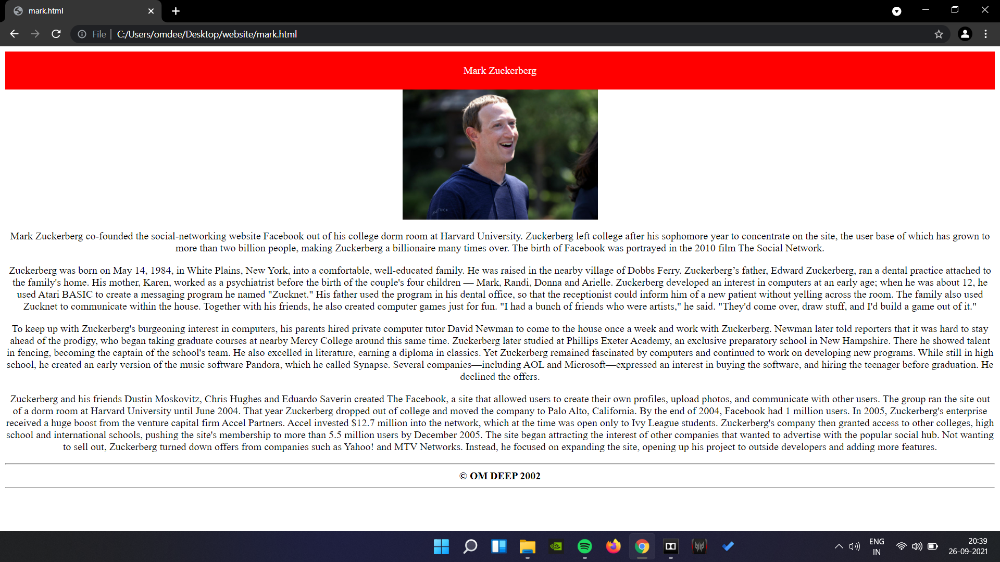 mark.html
File
C:/Users/omdee/Desktop/website/mark.html
Mark Zuckerberg
Mark Zuckerberg co-founded the social-networking website Facebook out of his college dorm room at Harvard University. Zuckerberg left college after his sophomore year to concentrate on the site, the user base of which has grown to
more than two billion people, making Zuckerberg a billionaire many times over. The birth of Facebook was portrayed in the 2010 film The Social Network.
Zuckerberg was born on May 14, 1984, in White Plains, New York, into a comfortable, well-educated family. He was raised in the nearby village of Dobbs Ferry. Zuckerberg’s father, Edward Zuckerberg, ran a dental practice attached to
the family's home. His mother, Karen, worked as a psychiatrist before the birth of the couple's four children — Mark, Randi, Donna and Arielle. Zuckerberg developed an interest in computers at an early age; when he was about 12, he
used Atari BASIC to create a messaging program he named "Zucknet." His father used the program in his dental office, so that the receptionist could inform him of a new patient without yelling across the room. The family also used
Zucknet to communicate within the house. Together with his friends, he also created computer games just for fun. "I had a bunch of friends who were artists," he said. "They'd come over, draw stuff, and I'd build a game out of it."
To keep up with Zuckerberg's burgeoning interest in computers, his parents hired private computer tutor David Newman to come to the house once a week and work with Zuckerberg. Newman later told reporters that it was hard to stay
ahead of the prodigy, who began taking graduate courses at nearby Mercy College around this same time. Zuckerberg later studied at Phillips Exeter Academy, an exclusive preparatory school in New Hampshire. There he showed talent
in fencing, becoming the captain of the school's team. He also excelled in literature, earning a diploma in classics. Yet Zuckerberg remained fascinated by computers and continued to work on developing new programs. While still in high
school, he created an early version of the music software Pandora, which he called Synapse. Several companies—including AOL and Microsoft—expressed an interest in buying the software, and hiring the teenager before graduation. He
declined the offers.
Zuckerberg and his friends Dustin Moskovitz, Chris Hughes and Eduardo Saverin created The Facebook, a site that allowed users to create their own profiles, upload photos, and communicate with other users. The group ran the site out
of a dorm room at Harvard University until June 2004. That year Zuckerberg dropped out of college and moved the company to Palo Alto, California. By the end of 2004, Facebook had 1 million users. In 2005, Zuckerberg's enterprise
received a huge boost from the venture capital firm Accel Partners. Accel invested $12.7 million into the network, which at the time was open only to Ivy League students. Zuckerberg's company then granted access to other colleges, high
school and international schools, pushing the site's membership to more than 5.5 million users by December 2005. The site began attracting the interest of other companies that wanted to advertise with the popular social hub. Not wanting
to sell out, Zuckerberg turned down offers from companies such as Yahoo! and MTV Networks. Instead, he focused on expanding the site, opening up his project to outside developers and adding more features.
© OM DEEP 2002
ENG
IN
20:39
26-09-2021